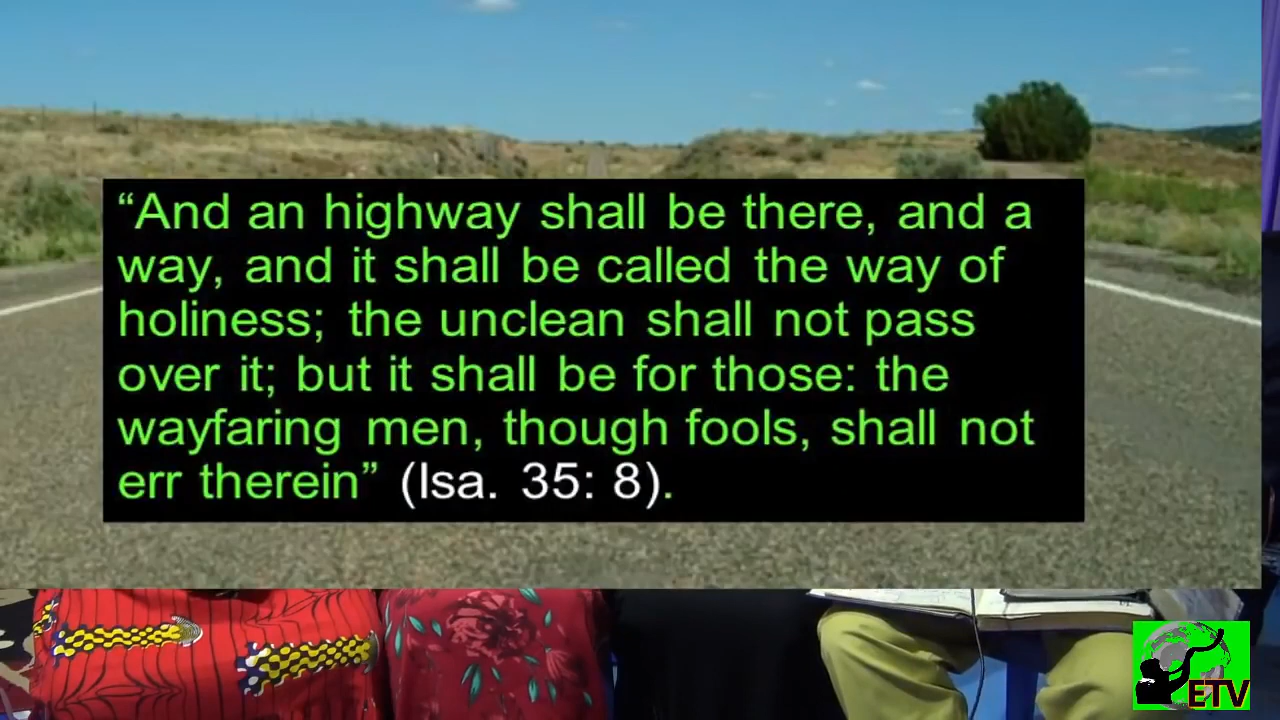 “And an highway shall be there, and a
way, and it shall be called the way of
holiness; the unclean shall not pass
over it; but it shall be for those: the
wayfaring men, though fools, shall not
err therein” (Isa. 35: 8).
ETV